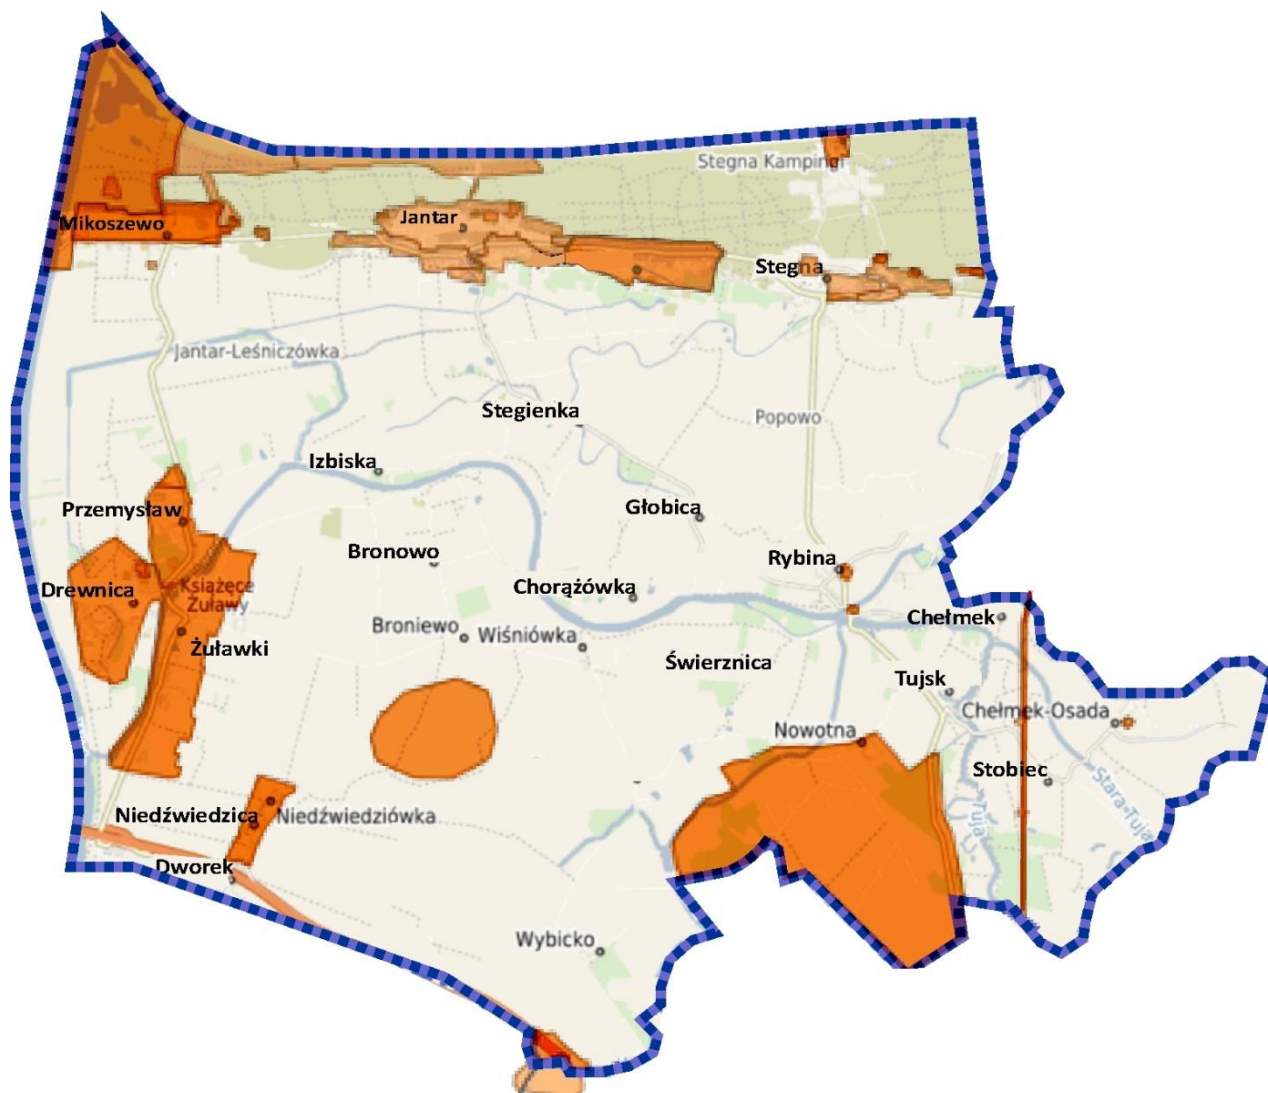 Stegna Kampingi
Mikoszewo
Jantar
Stegna
Jantar-Leśniczówka
Stegienka
Popowo
Izbiska
Przemysław
Głobica
Bronowo
Rybina
Drewnica
Książęce
Żuławy
Chorążówka
Chełmek
Broniewo
Wiśniówka
Żuławki
Świerznica
Tujsk
Chełmek-Osada
Nowotna
Stobiec
Stara-Tuja
Tuja
Niedźwiedzica
Niedźwiedziówka
Dworek
Wybicko